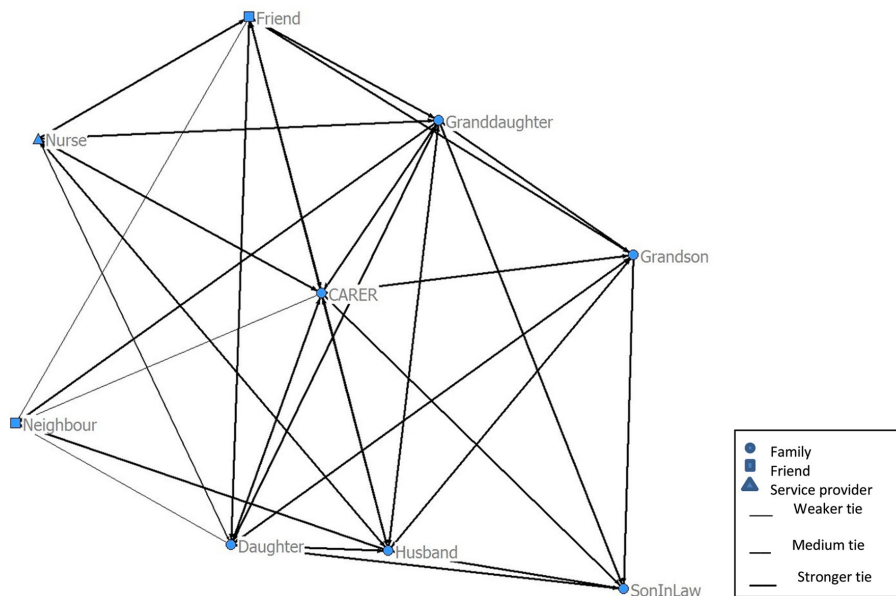 Friend
Granddaughter
Nurse
Grandson
CARER
Neighbour
Daughter
Husband
SonInLaw
Family
Friend
Service provider
Weaker tie
Medium tie
Stronger tie